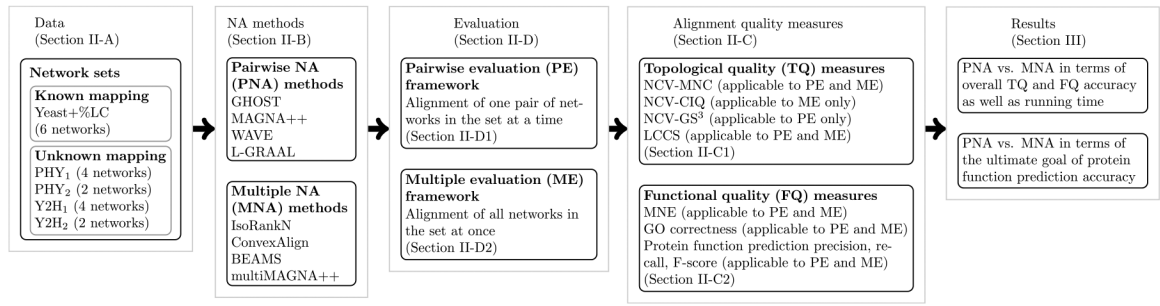 Data
(Section II-A)
Network sets
Known mapping
Yeast+%LC
(6 networks)
Unknown mapping
PHY₁ (4 networks)
PHY₂ (2 networks)
Y2H₁ (4 networks)
Y2H₂ (2 networks)
NA methods
(Section II-B)
Pairwise NA
(PNA) methods
GHOST
MAGNA++
WAVE
L-GRAAL
Multiple NA
(MNA) methods
IsoRankN
ConvexAlign
BEAMS
multiMAGNA++
Evaluation
(Section II-D)
Pairwise evaluation (PE)
framework
Alignment of one pair of net-
works in the set at a time
(Section II-D1)
Multiple evaluation (ME)
framework
Alignment of all networks in
the set at once
(Section II-D2)
Alignment quality measures
(Section II-C)
Topological quality (TQ) measures
NCV-MNC (applicable to PE and ME)
NCV-CIQ (applicable to ME only)
NCV-GS³ (applicable to PE only)
LCCS (applicable to PE and ME)
(Section II-C1)
Functional quality (FQ) measures
MNE (applicable to PE and ME)
GO correctness (applicable to PE and ME)
Protein function prediction precision, re-
call, F-score (applicable to PE and ME)
(Section II-C2)
Results
(Section III)
PNA vs. MNA in terms of
overall TQ and FQ accuracy
as well as running time
PNA vs. MNA in terms of
the ultimate goal of protein
function prediction accuracy